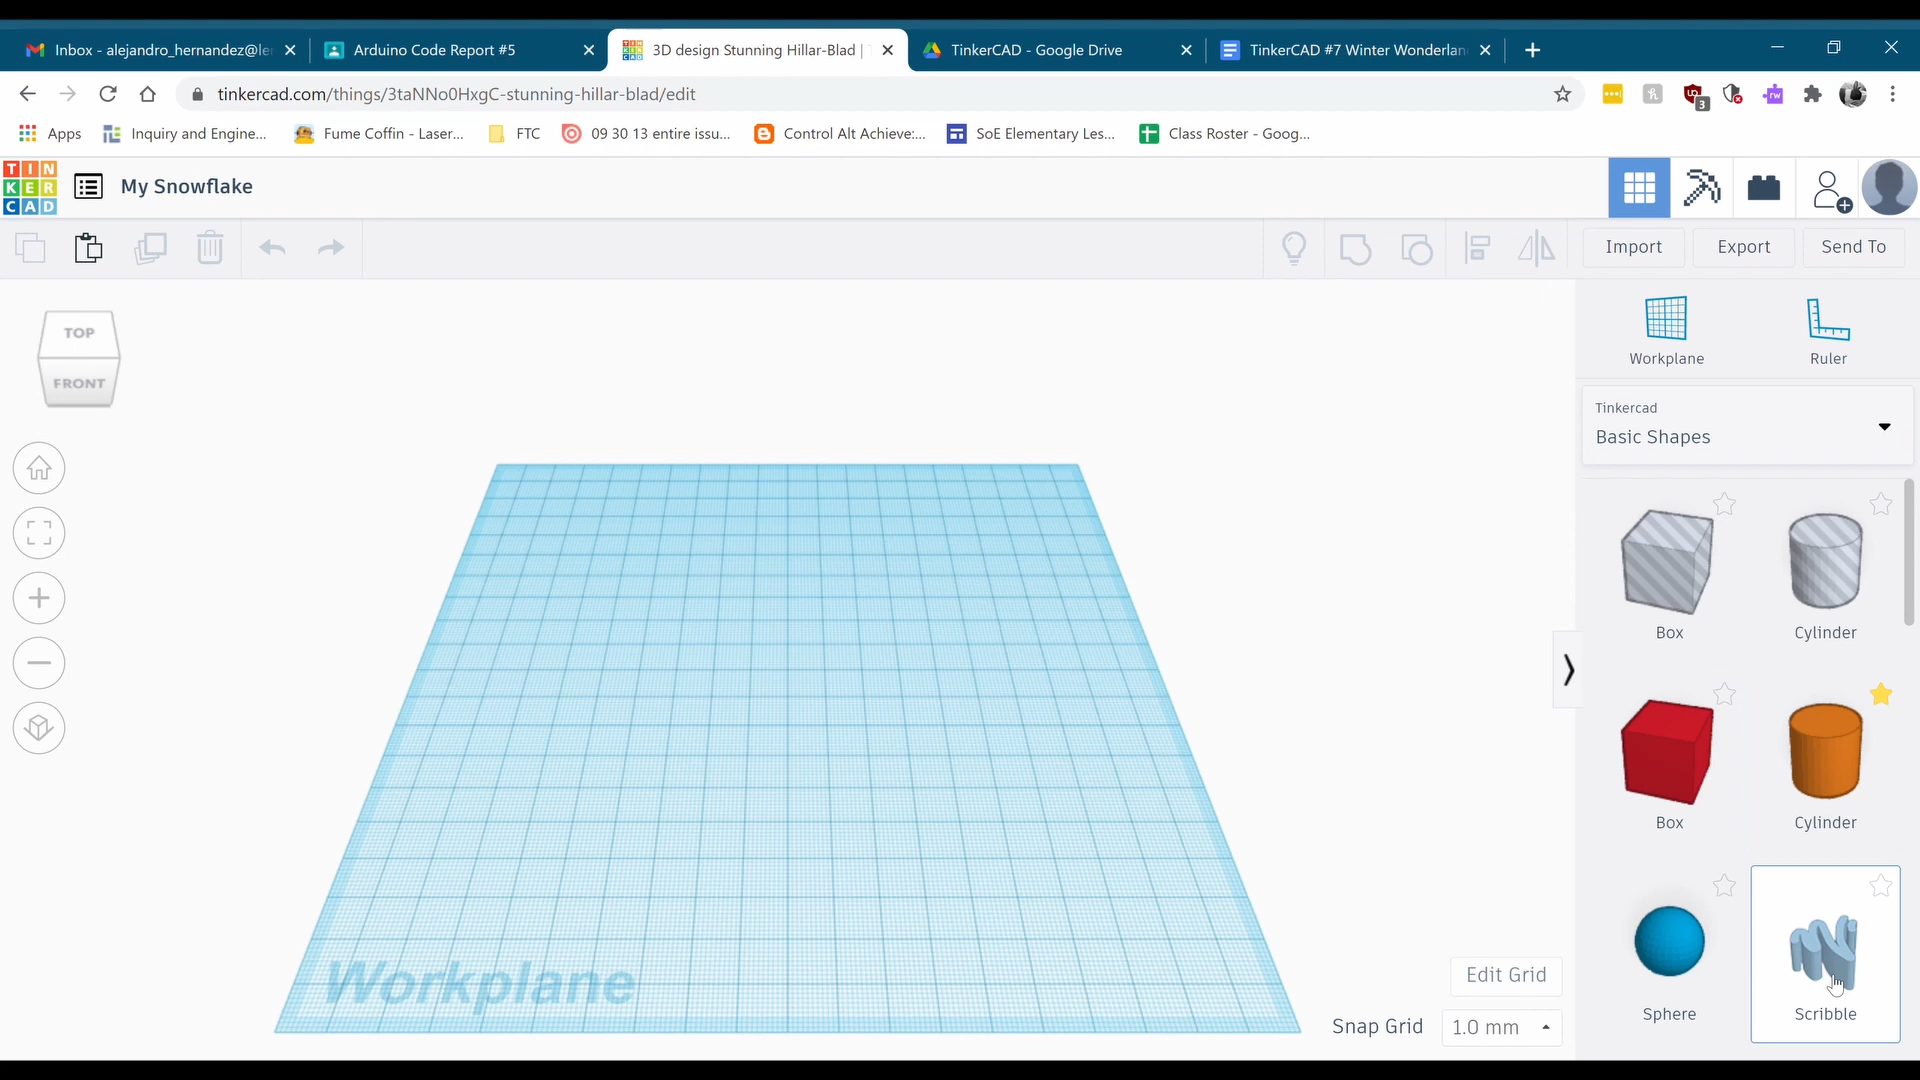 Inbox - alejandro_hernandez@le
Arduino Code Report #5
3D design Stunning Hillar-Blad |
TinkerCAD - Google Drive
TinkerCAD #7 Winter Wonderlan
tinkercad.com/things/3taNNo0HxgC-stunning-hillar-blad/edit
3
rw
Apps
Inquiry and Engine...
Fume Coffin - Laser...
FTC
09 30 13 entire issu...
Control Alt Achieve:...
SoE Elementary Les...
Class Roster - Goog...
TIN
KER
CAD
My Snowflake
Import
Export
Send To
TOP
FRONT
Workplane
Ruler
Tinkercad
Basic Shapes
Box
Cylinder
Box
Cylinder
Sphere
Scribble
Workplane
Edit Grid
Snap Grid
1.0 mm